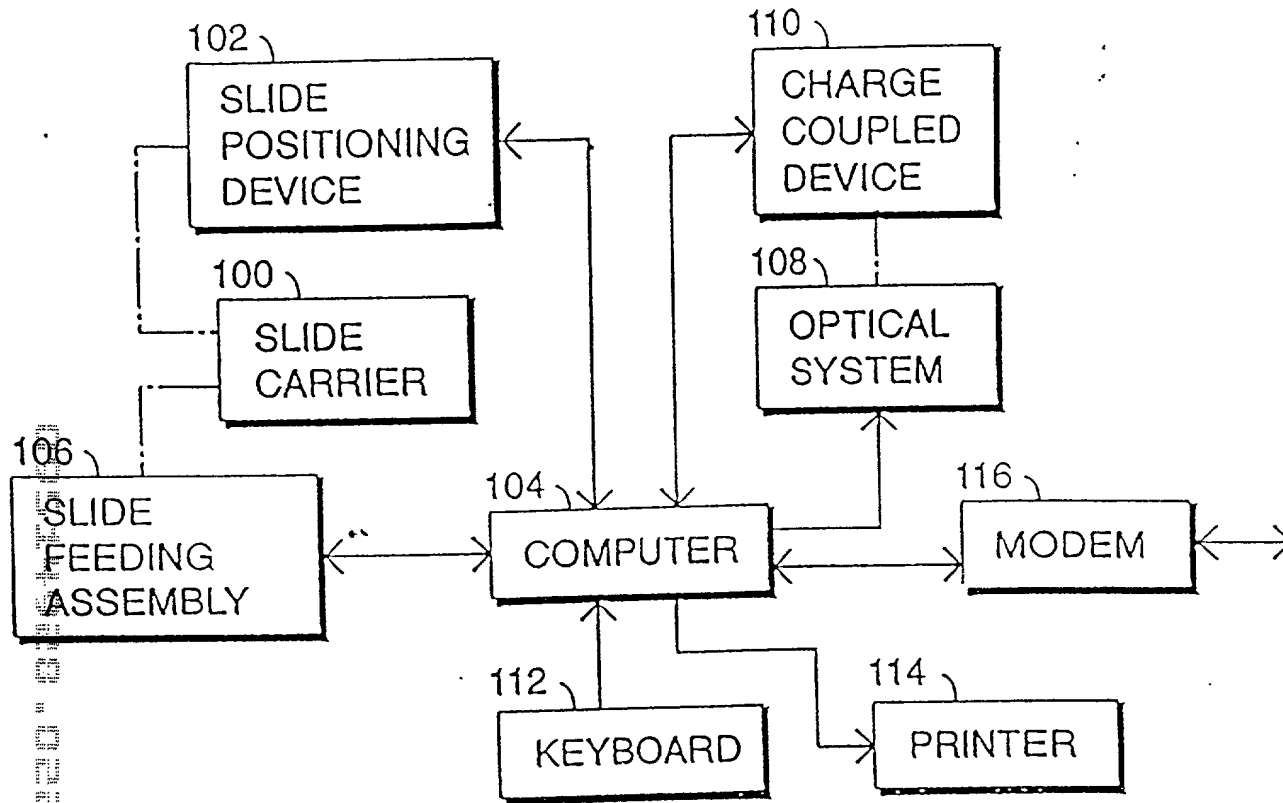 102
SLIDE
POSITIONING
DEVICE
110
CHARGE
COUPLED
DEVICE
100
SLIDE
CARRIER
108
OPTICAL
SYSTEM
106
SLIDE
FEEDING
ASSEMBLY
104
COMPUTER
116
MODEM
112
KEYBOARD
114
PRINTER